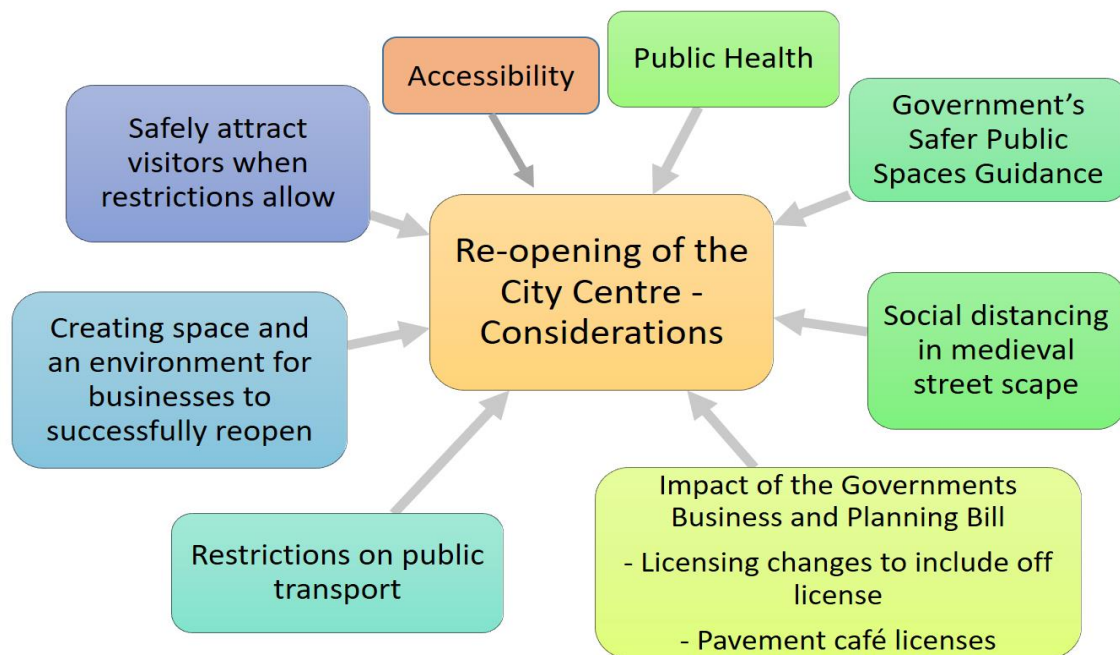 Accessibility
Public Health
Government’s
Safer Public
Spaces Guidance
Safely attract
visitors when
restrictions allow
Re-opening of the
City Centre -
Considerations
Creating space and
an environment for
businesses to
successfully reopen
Social distancing
in medieval
street scape
Restrictions on public
transport
Impact of the Governments
Business and Planning Bill
- Licensing changes to include off
license
- Pavement café licenses